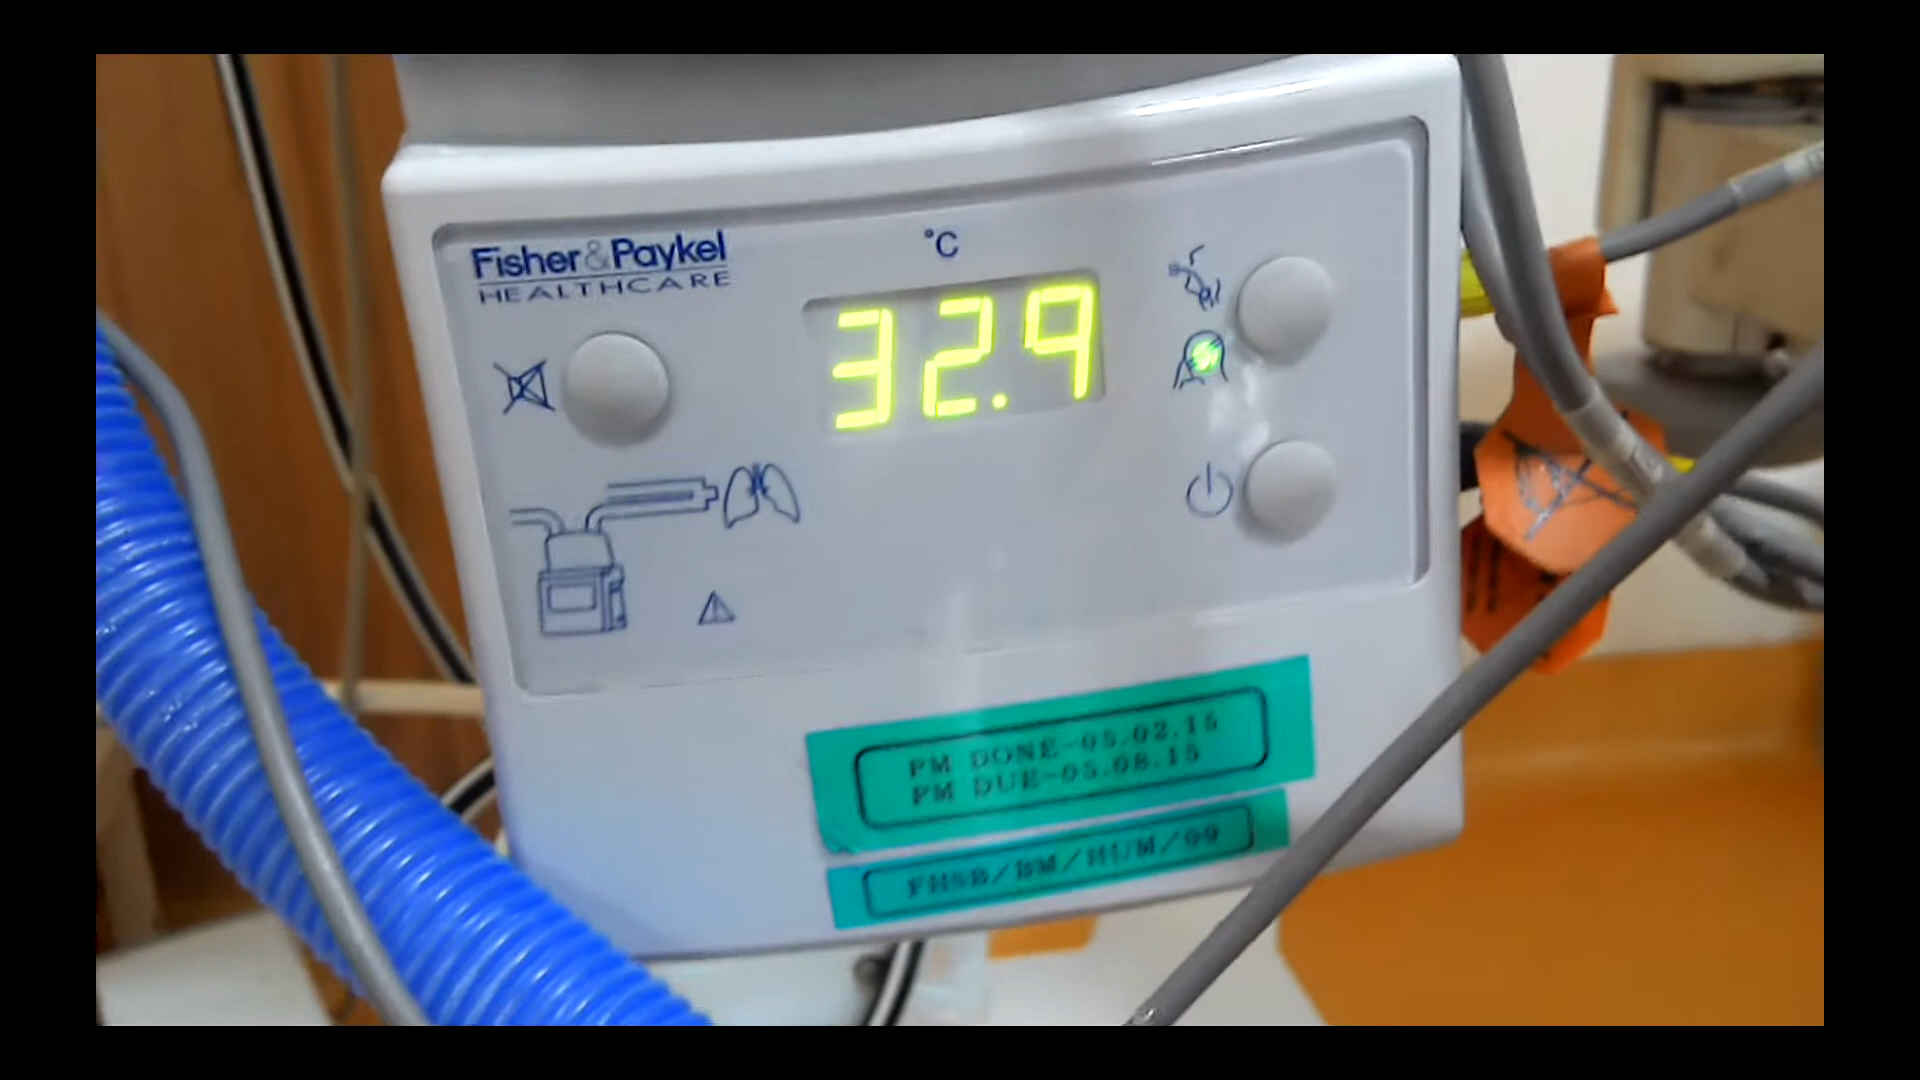 Fisher&Paykel
HEALTHCARE
°C
32.9
PM DONE-05.02.15
PM DUE-05.08.15
FHSB/BM/HUM/09